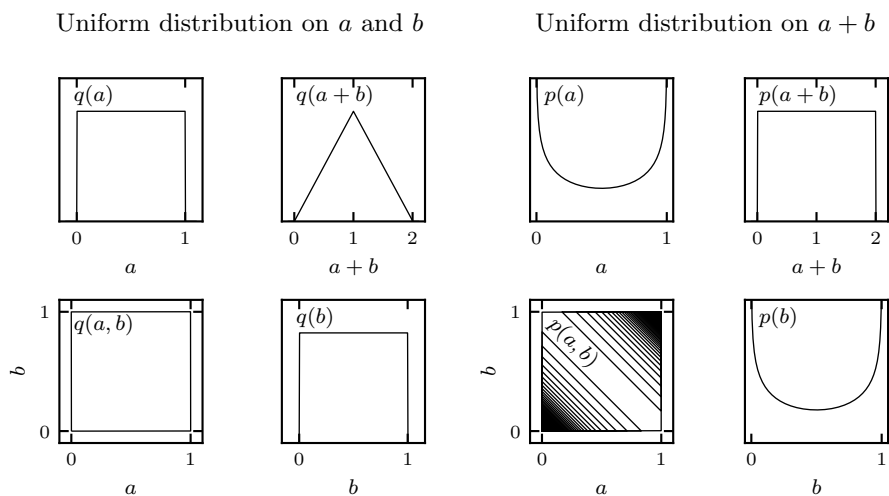 Uniform distribution on a and b
Uniform distribution on a + b
q(a)
0 1
a
q(a + b)
0 1 2
a + b
p(a)
0 1
a
p(a + b)
0 1 2
a + b
q(a, b)
1
0
b
0 1
a
q(b)
0 1
b
p(a, b)
1
0
b
0 1
a
p(b)
0 1
b